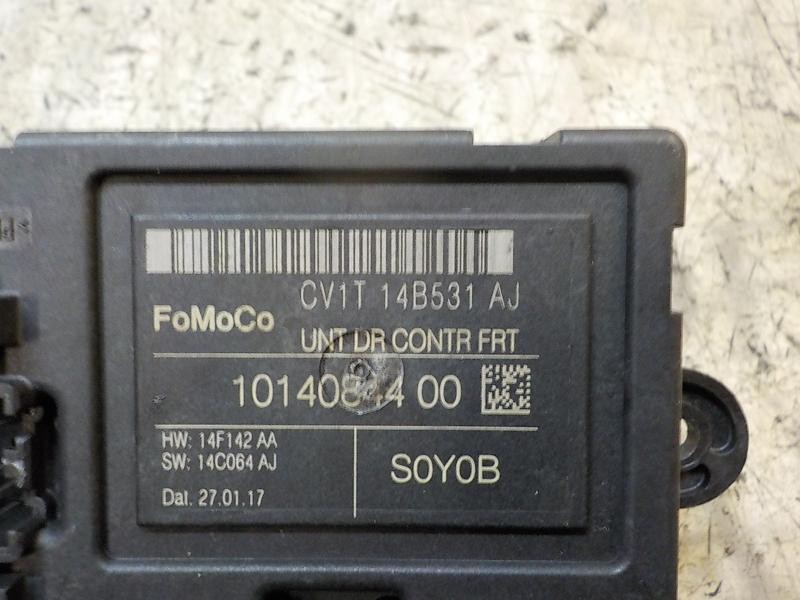 CV1T 14B531 AJ
FoMoCo
UNT DR CONTR FRT
10140844 00
HW: 14F142 AA
SW: 14C064 AJ
S0Y0B
Dat. 27.01.17